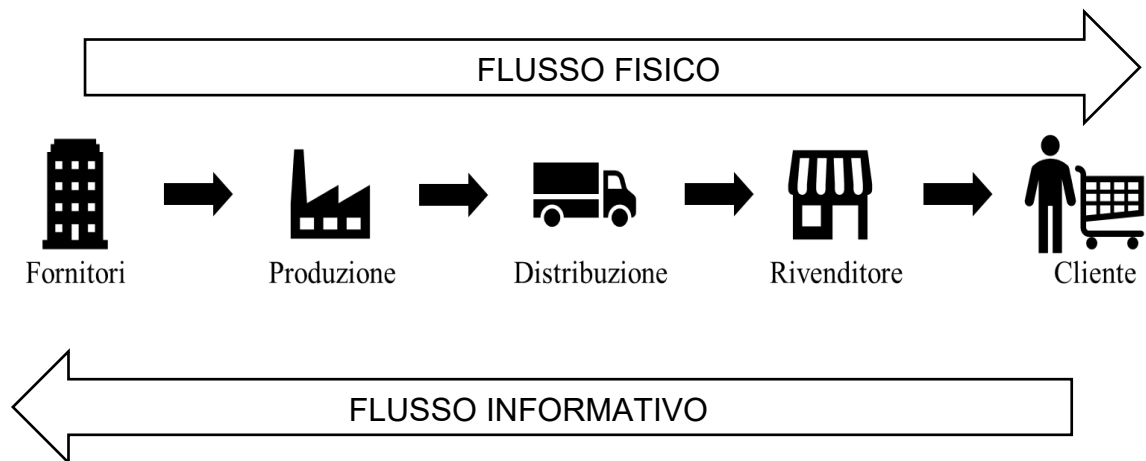 FLUSSO FISICO
Fornitori
Produzione
Distribuzione
Rivenditore
Cliente
FLUSSO INFORMATIVO